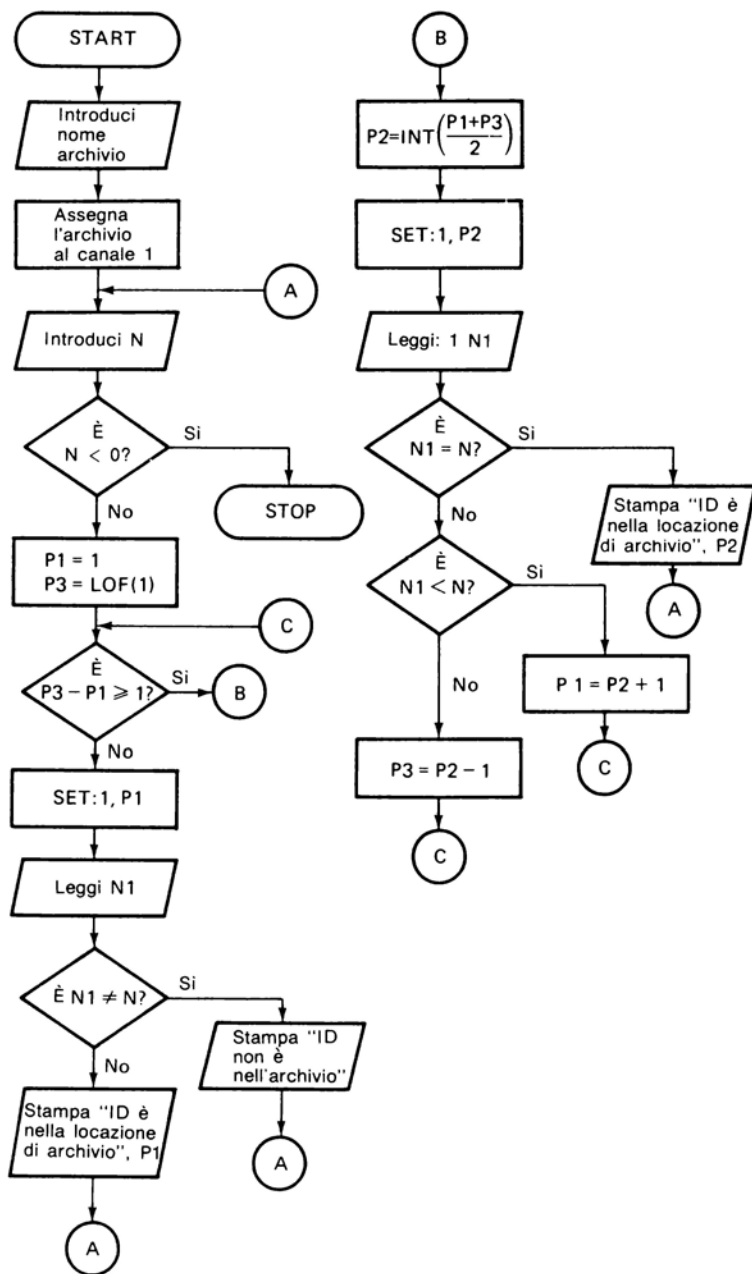 START
Introduci
nome
archivio
Assegna
l'archivio
al canale 1
A
Introduci N
È
N < 0?
Si
STOP
No
P1 = 1
P3 = LOF(1)
C
È
P3 – P1 ⩾ 1?
Si
B
No
SET:1, P1
Leggi N1
È N1 ≠ N?
Si
Stampa "ID
non è
nell'archivio"
A
No
Stampa "ID è
nella locazione
di archivio", P1
A
B
P2=INT(P1+P3/2)
SET:1, P2
Leggi: 1 N1
È
N1 = N?
Si
Stampa "ID è
nella locazione
di archivio", P2
A
No
È
N1 < N?
Si
P 1 = P2 + 1
C
No
P3 = P2 – 1
C